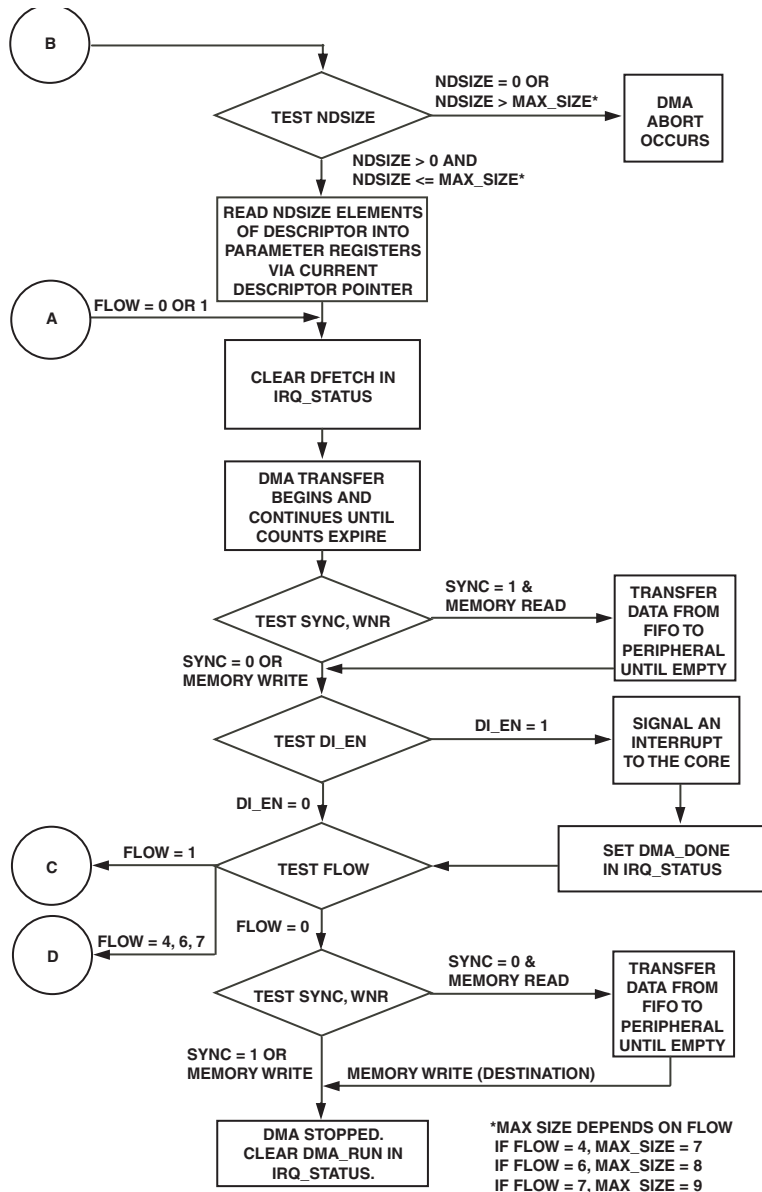 B
NDSIZE = 0 OR
NDSIZE > MAX_SIZE*
TEST NDSIZE
DMA
ABORT
OCCURS
NDSIZE > 0 AND
NDSIZE <= MAX_SIZE*
READ NDSIZE ELEMENTS
OF DESCRIPTOR INTO
PARAMETER REGISTERS
VIA CURRENT
DESCRIPTOR POINTER
A
FLOW = 0 OR 1
CLEAR DFETCH IN
IRQ_STATUS
DMA TRANSFER
BEGINS AND
CONTINUES UNTIL
COUNTS EXPIRE
TEST SYNC, WNR
SYNC = 1 &
MEMORY READ
TRANSFER
DATA FROM
FIFO TO
PERIPHERAL
UNTIL EMPTY
SYNC = 0 OR
MEMORY WRITE
TEST DI_EN
DI_EN = 1
SIGNAL AN
INTERRUPT
TO THE CORE
DI_EN = 0
SET DMA_DONE
IN IRQ_STATUS
TEST FLOW
FLOW = 1
C
FLOW = 4, 6, 7
D
FLOW = 0
TEST SYNC, WNR
SYNC = 0 &
MEMORY READ
TRANSFER
DATA FROM
FIFO TO
PERIPHERAL
UNTIL EMPTY
SYNC = 1 OR
MEMORY WRITE
MEMORY WRITE (DESTINATION)
DMA STOPPED.
CLEAR DMA_RUN IN
IRQ_STATUS.
*MAX SIZE DEPENDS ON FLOW
IF FLOW = 4, MAX_SIZE = 7
IF FLOW = 6, MAX_SIZE = 8
IF FLOW = 7, MAX_SIZE = 9